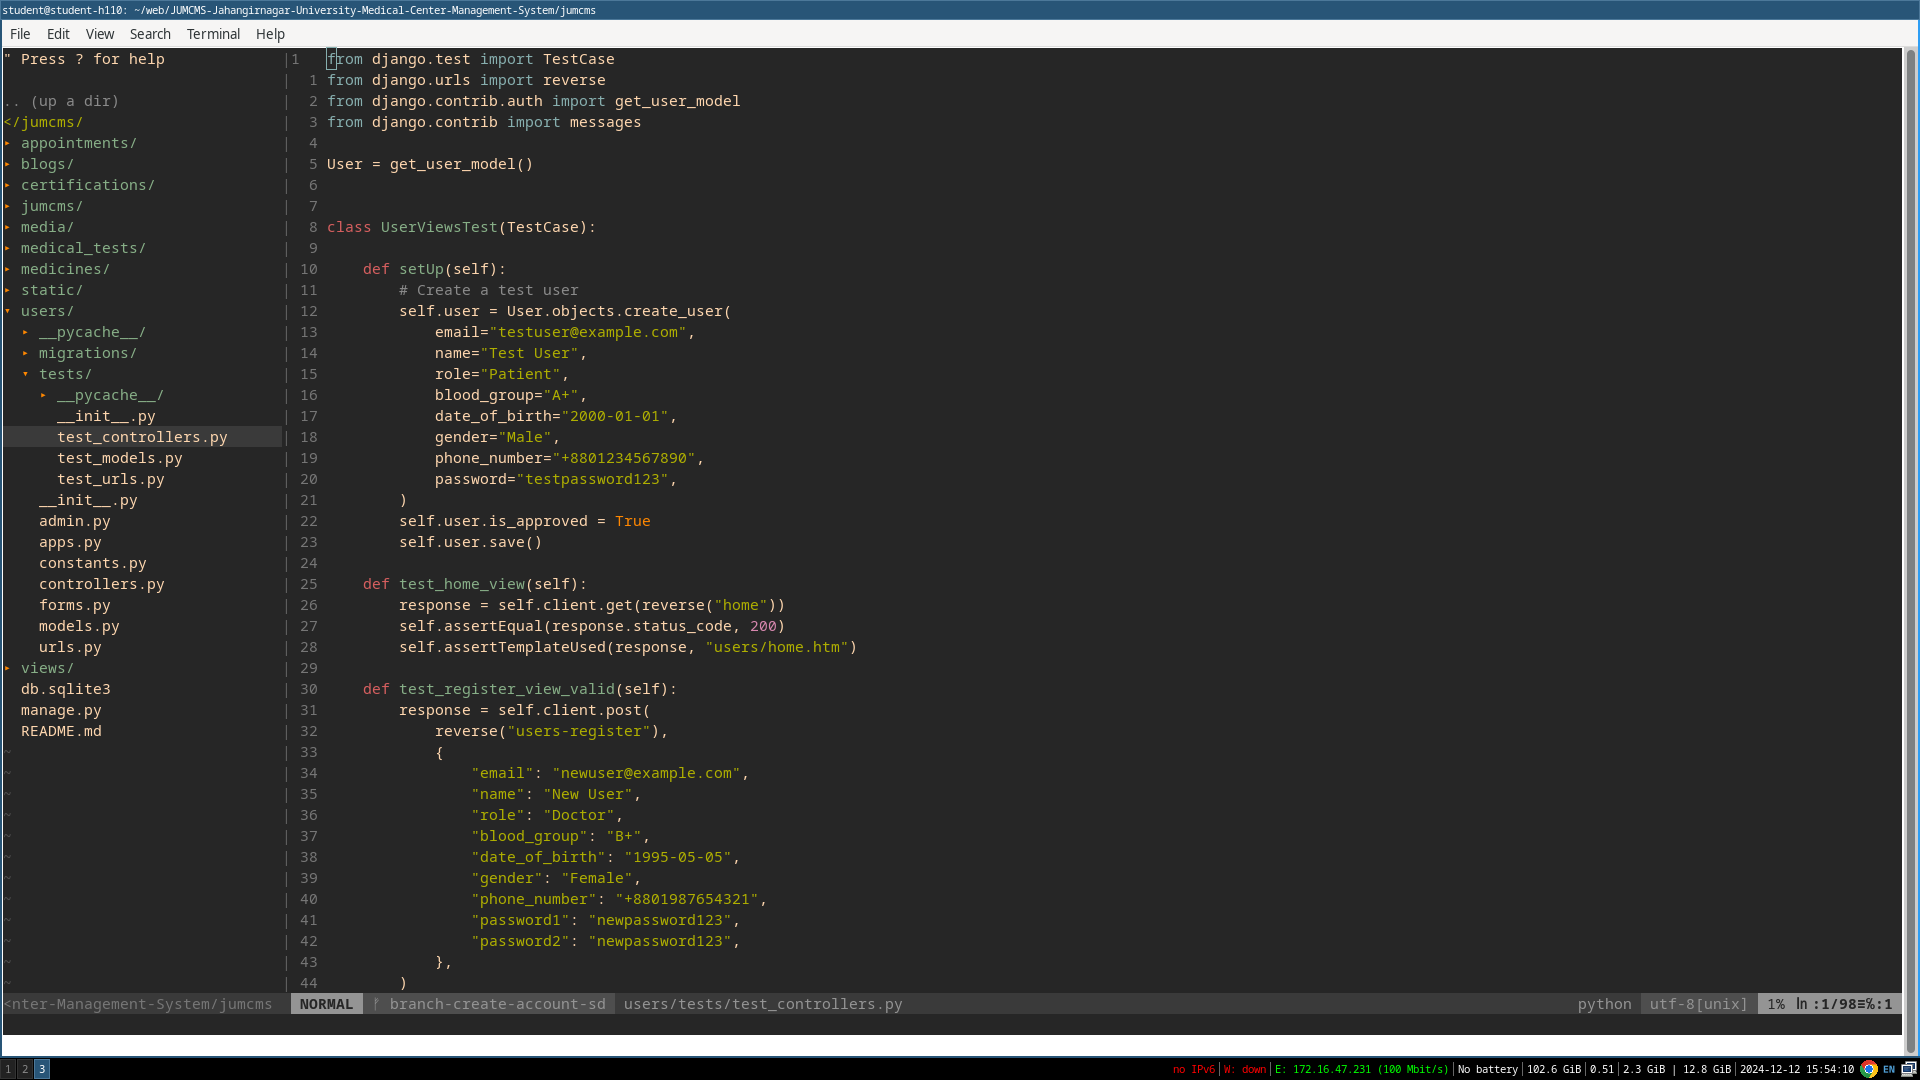 student@student-h110: ~/web/JUMCMS-Jahangirnagar-University-Medical-Center-Management-System/jumcms
File Edit View Search Terminal Help
" Press ? for help
.. (up a dir)
</jumcms/
▸ appointments/
▸ blogs/
▸ certifications/
▸ jumcms/
▸ media/
▸ medical_tests/
▸ medicines/
▸ static/
▾ users/
▸ __pycache__/
▸ migrations/
▾ tests/
▸ __pycache__/
__init__.py
test_controllers.py
test_models.py
test_urls.py
__init__.py
admin.py
apps.py
constants.py
controllers.py
forms.py
models.py
urls.py
▸ views/
db.sqlite3
manage.py
README.md
1 from django.test import TestCase
1 from django.urls import reverse
2 from django.contrib.auth import get_user_model
3 from django.contrib import messages
4
5 User = get_user_model()
6
7
8 class UserViewsTest(TestCase):
9
10 def setUp(self):
11 # Create a test user
12 self.user = User.objects.create_user(
13 email="testuser@example.com",
14 name="Test User",
15 role="Patient",
16 blood_group="A+",
17 date_of_birth="2000-01-01",
18 gender="Male",
19 phone_number="+8801234567890",
20 password="testpassword123",
21 )
22 self.user.is_approved = True
23 self.user.save()
24
25 def test_home_view(self):
26 response = self.client.get(reverse("home"))
27 self.assertEqual(response.status_code, 200)
28 self.assertTemplateUsed(response, "users/home.htm")
29
30 def test_register_view_valid(self):
31 response = self.client.post(
32 reverse("users-register"),
33 {
34 "email": "newuser@example.com",
35 "name": "New User",
36 "role": "Doctor",
37 "blood_group": "B+",
38 "date_of_birth": "1995-05-05",
39 "gender": "Female",
40 "phone_number": "+8801987654321",
41 "password1": "newpassword123",
42 "password2": "newpassword123",
43 },
44 )
<nter-Management-System/jumcms NORMAL branch-create-account-sd users/tests/test_controllers.py python utf-8[unix] 1% ㏑:1/98≡℅:1
1 2 3 no IPv6 | W: down | E: 172.16.47.231 (100 Mbit/s) | No battery | 102.6 GiB | 0.51 | 2.3 GiB | 12.8 GiB | 2024-12-12 15:54:10 EN